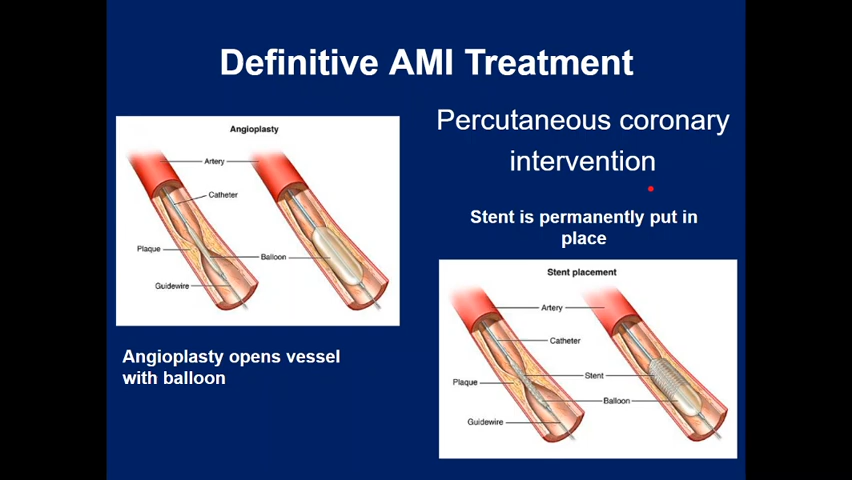 Definitive AMI Treatment
Percutaneous coronary
intervention
Stent is permanently put in
place
Angioplasty
Artery
Catheter
Plaque
Balloon
Guidewire
Angioplasty opens vessel
with balloon
Stent placement
Artery
Catheter
Stent
Plaque
Balloon
Guidewire